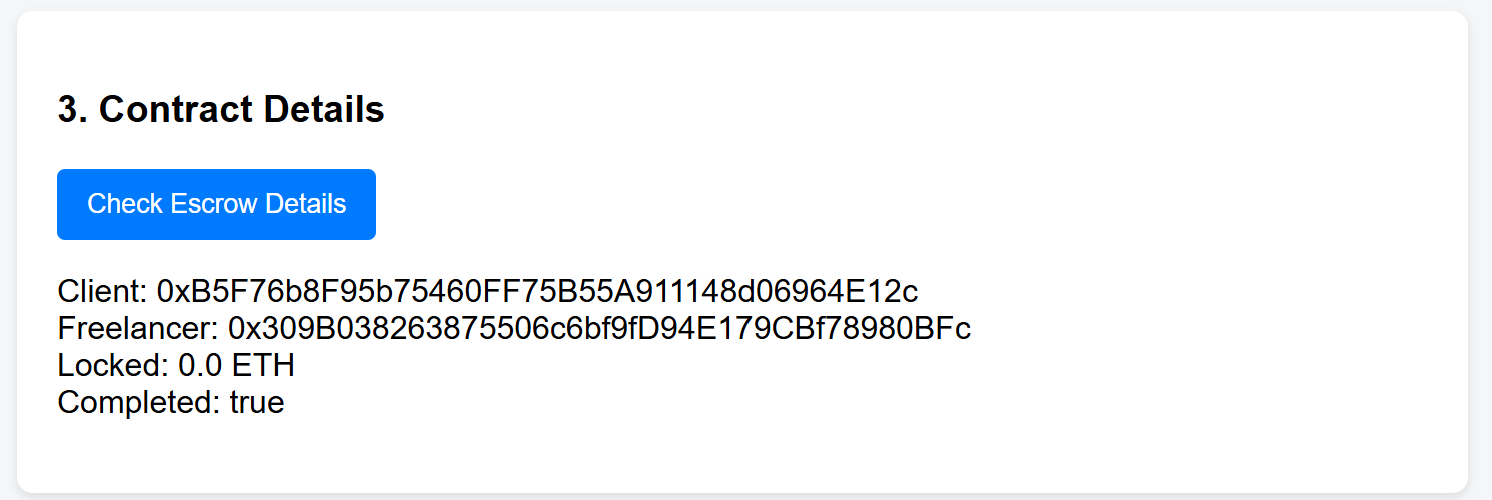 3. Contract Details
Check Escrow Details
Client: 0xB5F76b8F95b75460FF75B55A911148d06964E12c
Freelancer: 0x309B038263875506c6bf9fD94E179CBf78980BFc
Locked: 0.0 ETH
Completed: true